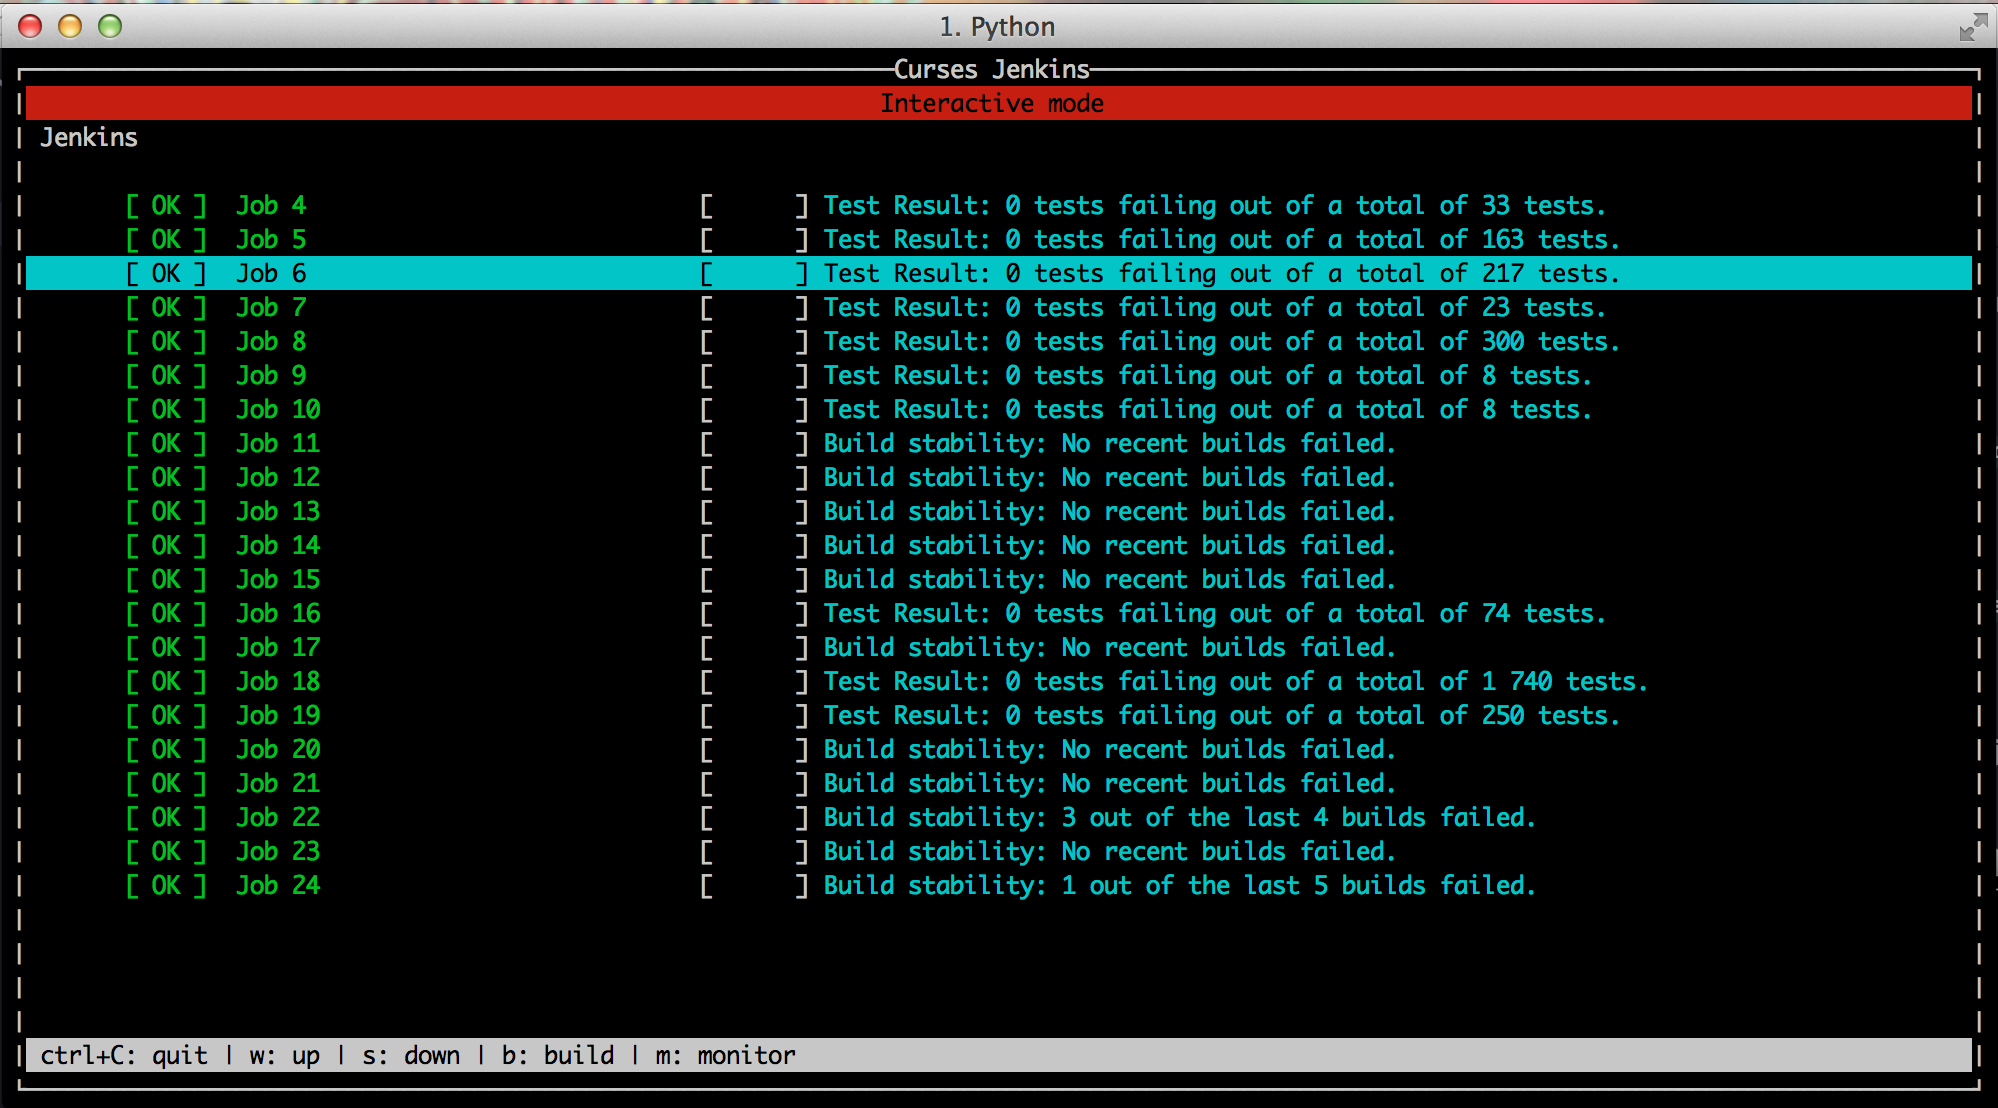 1. Python
Curses Jenkins
Interactive mode
Jenkins
[ OK ] Job 4 [ ] Test Result: 0 tests failing out of a total of 33 tests.
[ OK ] Job 5 [ ] Test Result: 0 tests failing out of a total of 163 tests.
[ OK ] Job 6 [ ] Test Result: 0 tests failing out of a total of 217 tests.
[ OK ] Job 7 [ ] Test Result: 0 tests failing out of a total of 23 tests.
[ OK ] Job 8 [ ] Test Result: 0 tests failing out of a total of 300 tests.
[ OK ] Job 9 [ ] Test Result: 0 tests failing out of a total of 8 tests.
[ OK ] Job 10 [ ] Test Result: 0 tests failing out of a total of 8 tests.
[ OK ] Job 11 [ ] Build stability: No recent builds failed.
[ OK ] Job 12 [ ] Build stability: No recent builds failed.
[ OK ] Job 13 [ ] Build stability: No recent builds failed.
[ OK ] Job 14 [ ] Build stability: No recent builds failed.
[ OK ] Job 15 [ ] Build stability: No recent builds failed.
[ OK ] Job 16 [ ] Test Result: 0 tests failing out of a total of 74 tests.
[ OK ] Job 17 [ ] Build stability: No recent builds failed.
[ OK ] Job 18 [ ] Test Result: 0 tests failing out of a total of 1 740 tests.
[ OK ] Job 19 [ ] Test Result: 0 tests failing out of a total of 250 tests.
[ OK ] Job 20 [ ] Build stability: No recent builds failed.
[ OK ] Job 21 [ ] Build stability: No recent builds failed.
[ OK ] Job 22 [ ] Build stability: 3 out of the last 4 builds failed.
[ OK ] Job 23 [ ] Build stability: No recent builds failed.
[ OK ] Job 24 [ ] Build stability: 1 out of the last 5 builds failed.
ctrl+C: quit | w: up | s: down | b: build | m: monitor